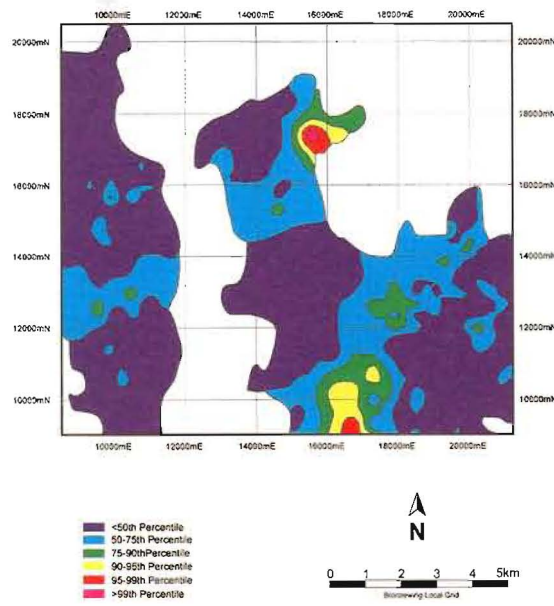 10000mE 12000mE 14000mE 16000mE 18000mE 20000mE
20000mN 20000mN
18000mN 18000mN
16000mN 16000mN
14000mN 14000mN
12000mN 12000mN
10000mN 10000mN
10000mE 12000mE 14000mE 16000mE 18000mE 20000mE
N
<50th Percentile
50-75th Percentile
75-90thPercentile
90-95th Percentile
95-99th Percentile
>99th Percentile
0 1 2 3 4 5km
Local Grid